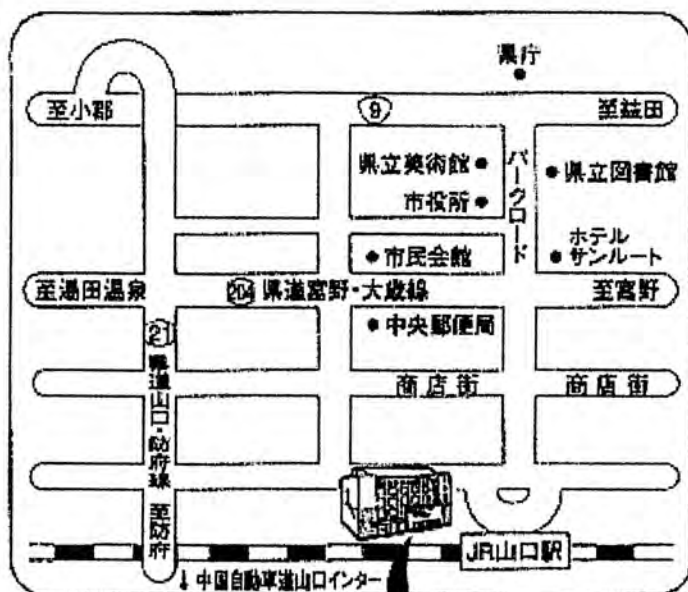 県庁
至小郡
9
至益田
県立美術館
パークロード
県立図書館
市役所
ホテル
サンルート
市民会館
至湯田温泉
204
県道宮野・大歳線
至宮野
21
中央郵便局
県道山口・防府線
至防府
商店街
商店街
JR山口駅
↓中国自動車道山口インター